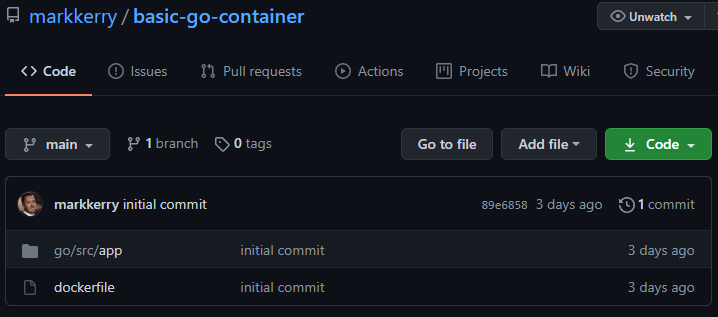 markkerry / basic-go-container Unwatch
Code Issues Pull requests Actions Projects Wiki Security
main 1 branch 0 tags Go to file Add file Code
markkerry initial commit 89e6858 3 days ago 1 commit
go/src/app initial commit 3 days ago
dockerfile initial commit 3 days ago